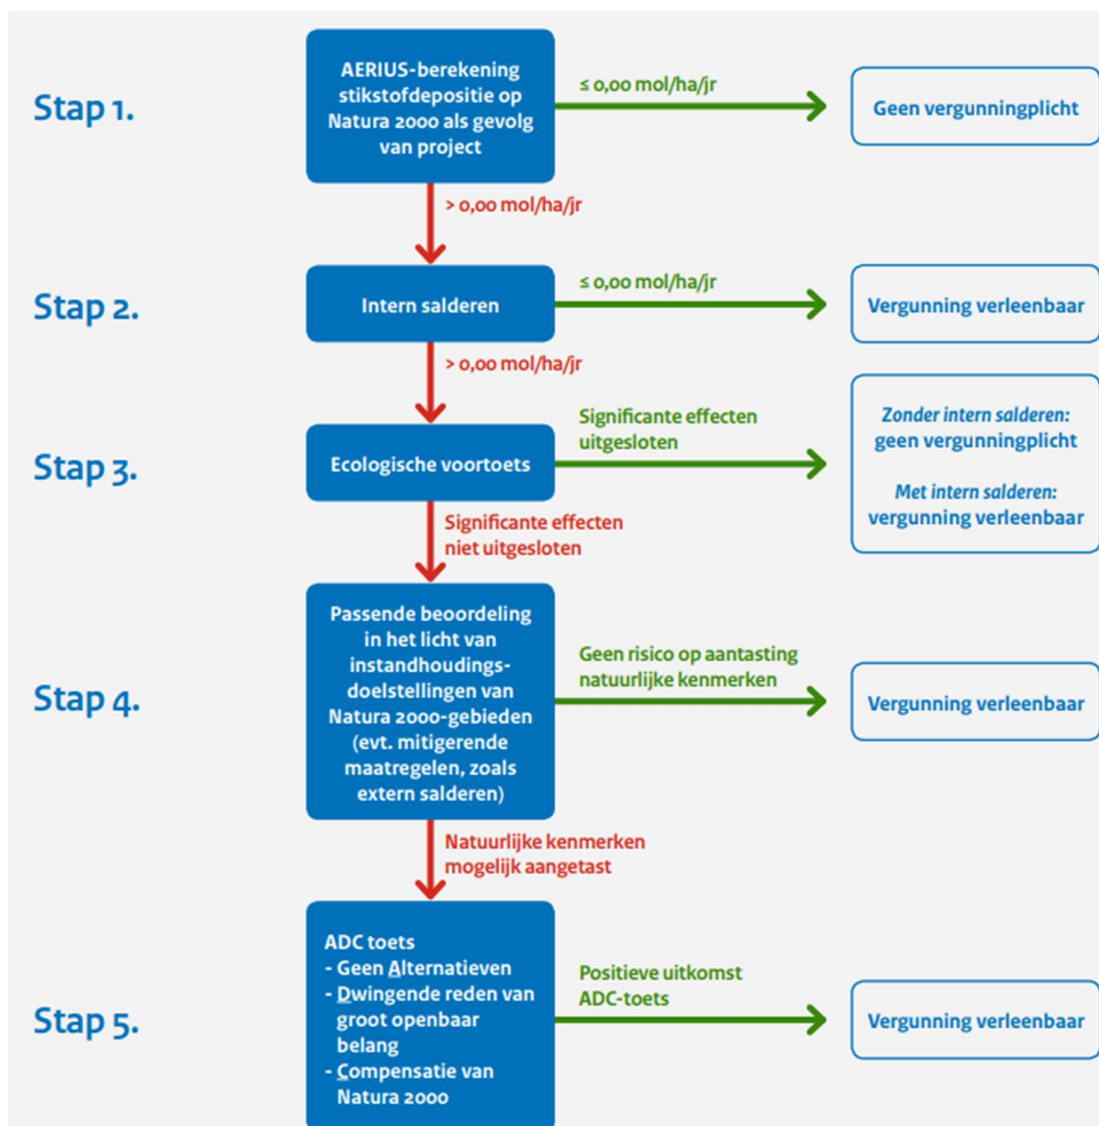 Stap 1.
AERIUS-berekening
stikstofdepositie op
Natura 2000 als gevolg
van project
≤ 0,00 mol/ha/jr
Geen vergunningplicht
> 0,00 mol/ha/jr
Stap 2.
Intern salderen
≤ 0,00 mol/ha/jr
Vergunning verleenbaar
> 0,00 mol/ha/jr
Stap 3.
Ecologische voortoets
Significante effecten
uitgesloten
Zonder intern salderen:
geen vergunningplicht
Met intern salderen:
vergunning verleenbaar
Significante effecten
niet uitgesloten
Stap 4.
Passende beoordeling
in het licht van
instandhoudings-
doelstellingen van
Natura 2000-gebieden
(evt. mitigerende
maatregelen, zoals
extern salderen)
Geen risico op aantasting
natuurlijke kenmerken
Vergunning verleenbaar
Natuurlijke kenmerken
mogelijk aangetast
Stap 5.
ADC toets
- Geen Alternatieven
- Dwingende reden van
groot openbaar
belang
- Compensatie van
Natura 2000
Positieve uitkomst
ADC-toets
Vergunning verleenbaar